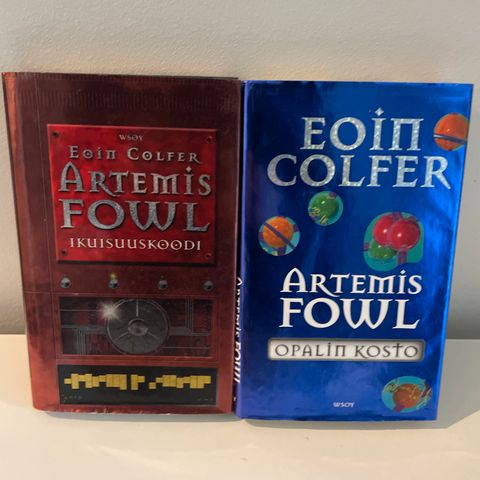 WSOY
EOIN COLFER
ARTEMIS
FOWL
IKUISUUSKOODI
ARTEMIS FOWL
EOIN
COLFER
ARTEMIS
FOWL
OPALIN KOSTO
WSOY